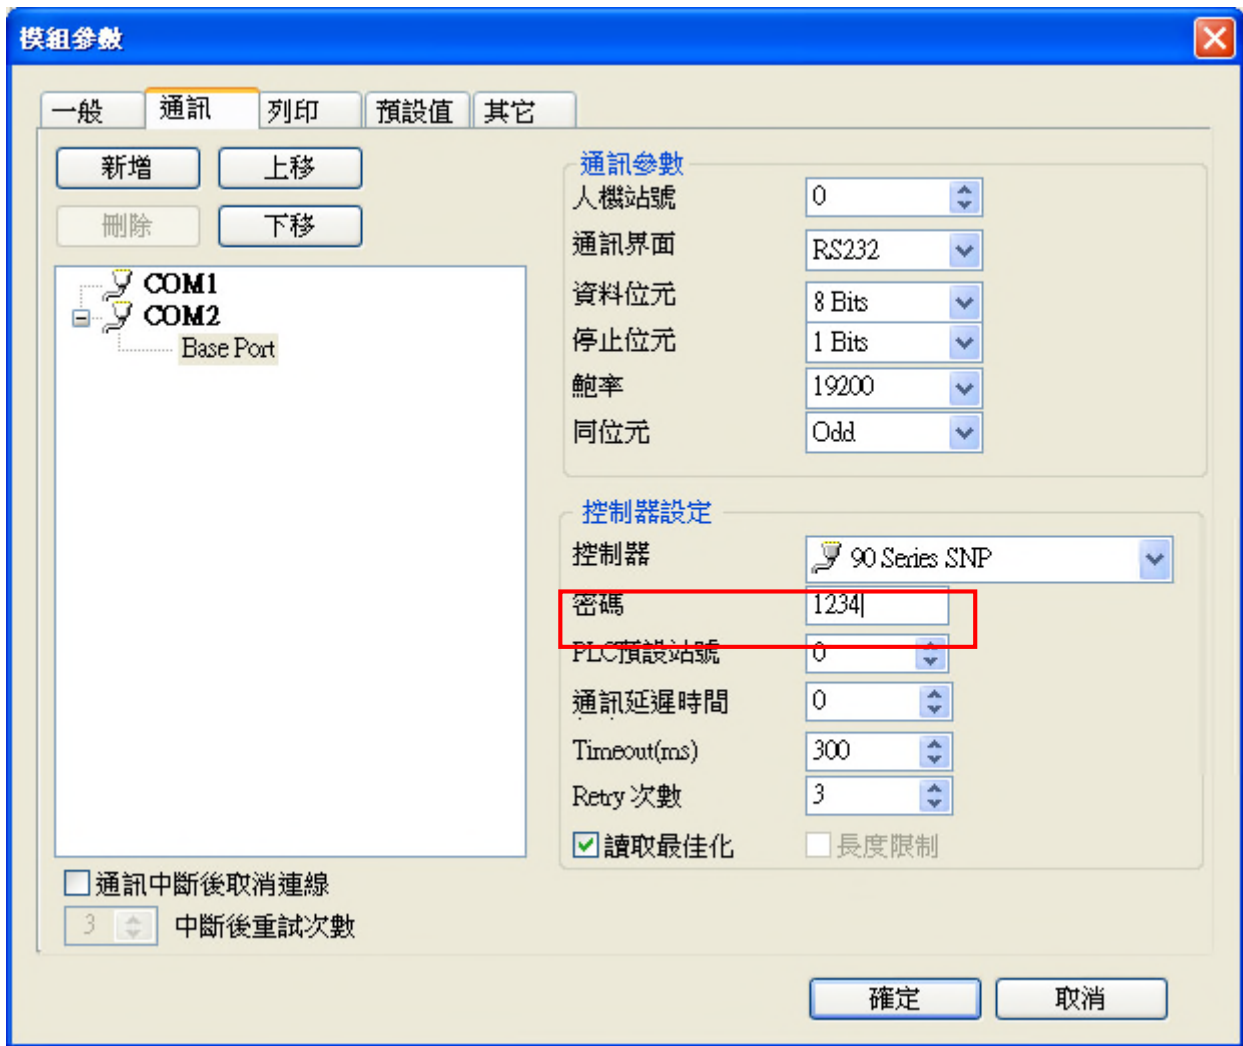 模組參數
一般 通訊 列印 預設值 其它
新增 上移
刪除 下移
COM1
COM2
Base Port
通訊中斷後取消連線
3 中斷後重試次數
通訊參數
人機站號 0
通訊界面 RS232
資料位元 8 Bits
停止位元 1 Bits
鮑率 19200
同位元 Odd
控制器設定
控制器 90 Series SNP
密碼 1234
PLC預設站號 0
通訊延遲時間 0
Timeout(ms) 300
Retry 次數 3
讀取最佳化 長度限制
確定 取消